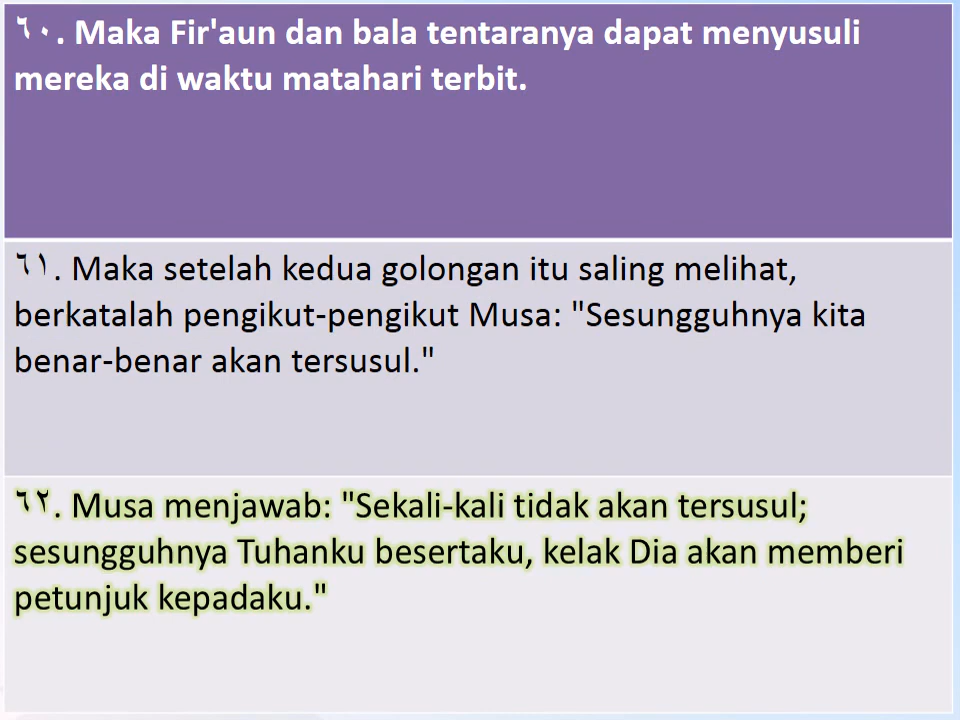 ٦٠. Maka Fir'aun dan bala tentaranya dapat menyusuli
mereka di waktu matahari terbit.
٦١. Maka setelah kedua golongan itu saling melihat,
berkatalah pengikut-pengikut Musa: "Sesungguhnya kita
benar-benar akan tersusul."
٦٢. Musa menjawab: "Sekali-kali tidak akan tersusul;
sesungguhnya Tuhanku besertaku, kelak Dia akan memberi
petunjuk kepadaku."